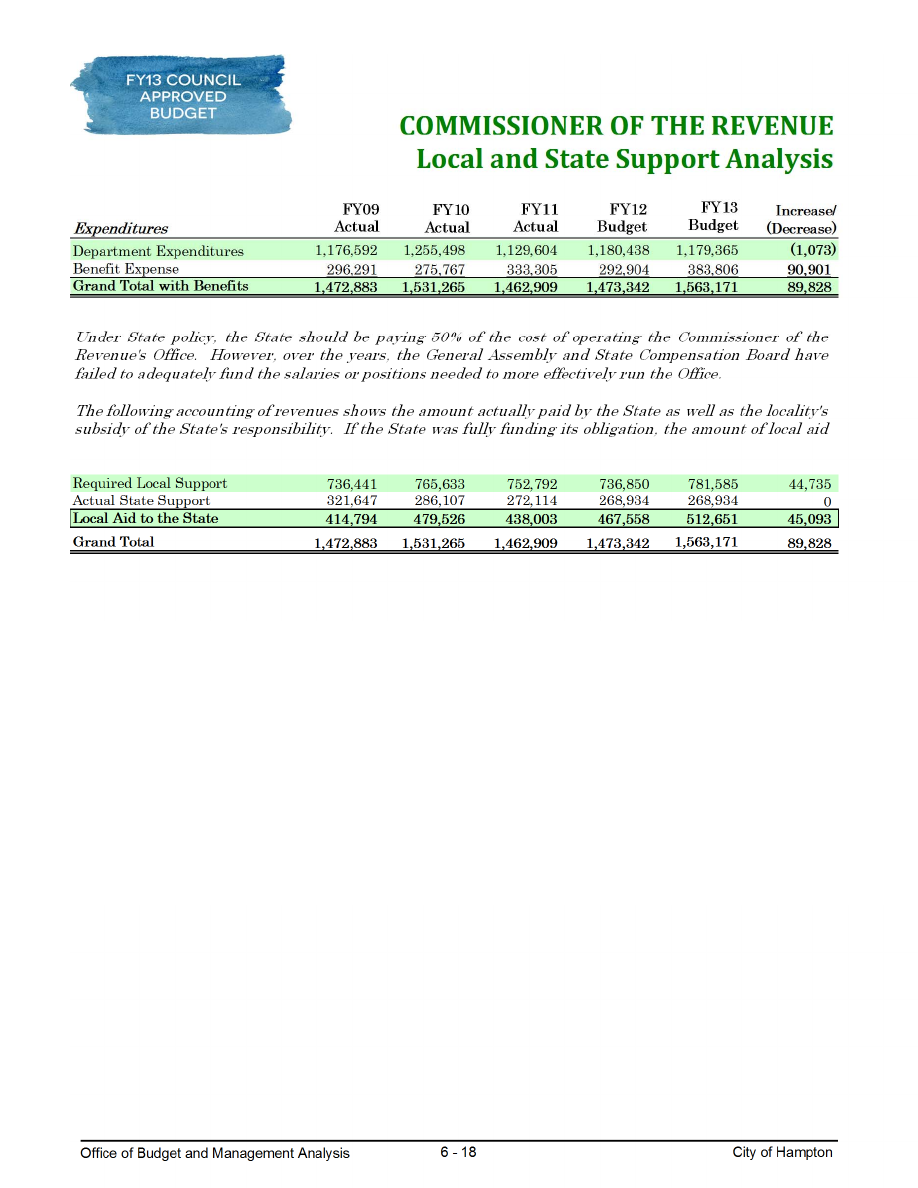 FY13 COUNCIL
APPROVED
BUDGET
COMMISSIONER OF THE REVENUE
Local and State Support Analysis
Expenditures FY09 Actual FY10 Actual FY11 Actual FY12 Budget FY13 Budget Increase/ (Decrease)
Department Expenditures 1,176,592 1,255,498 1,129,604 1,180,438 1,179,365 (1,073)
Benefit Expense 296,291 275,767 333,305 292,904 383,806 90,901
Grand Total with Benefits 1,472,883 1,531,265 1,462,909 1,473,342 1,563,171 89,828
Under State policy, the State should be paying 50% of the cost of operating the Commissioner of the
Revenue's Office. However, over the years, the General Assembly and State Compensation Board have
failed to adequately fund the salaries or positions needed to more effectively run the Office.
The following accounting of revenues shows the amount actually paid by the State as well as the locality's
subsidy of the State's responsibility. If the State was fully funding its obligation, the amount of local aid
Required Local Support 736,441 765,633 752,792 736,850 781,585 44,735
Actual State Support 321,647 286,107 272,114 268,934 268,934 0
Local Aid to the State 414,794 479,526 438,003 467,558 512,651 45,093
Grand Total 1,472,883 1,531,265 1,462,909 1,473,342 1,563,171 89,828
Office of Budget and Management Analysis 6 - 18 City of Hampton